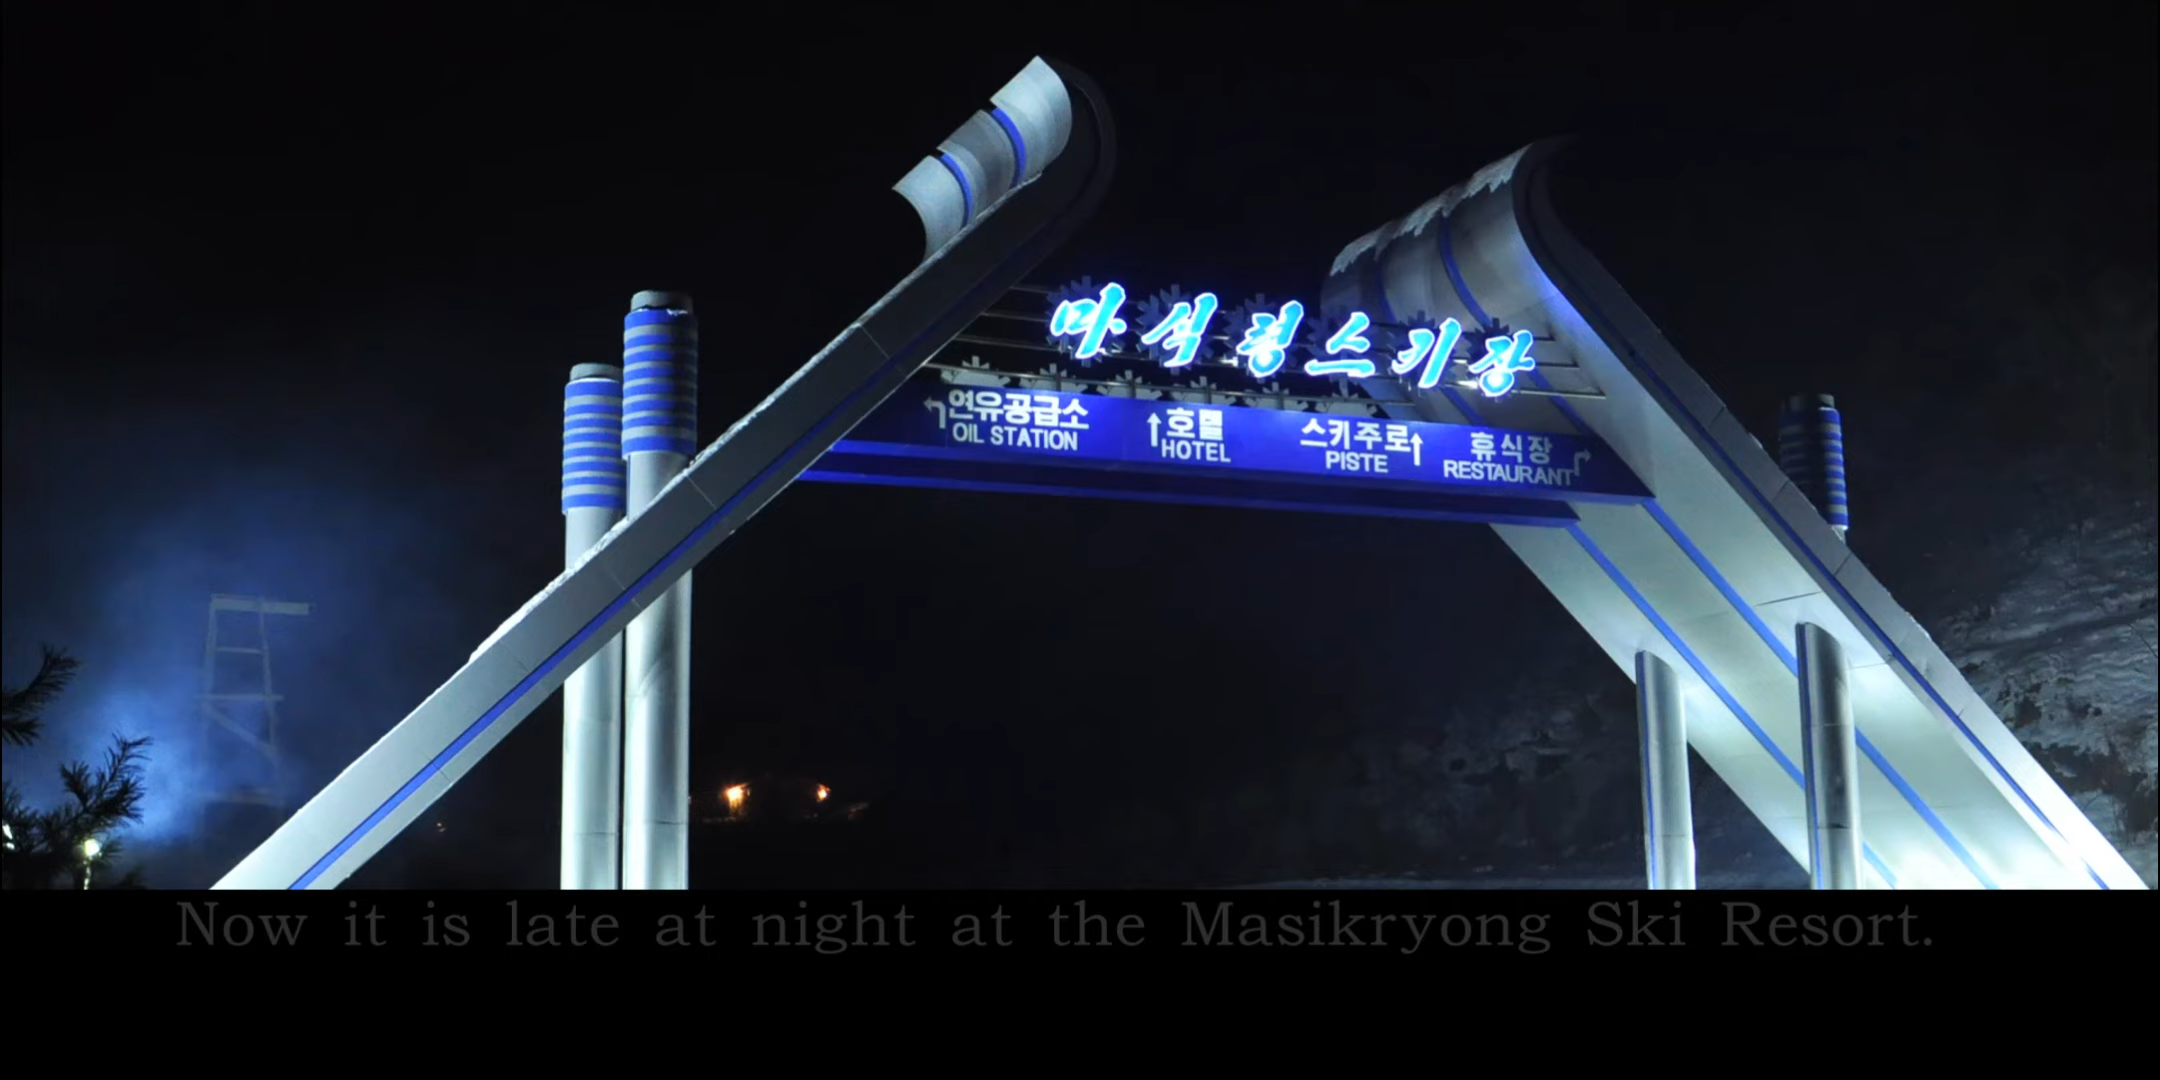 마식령스키장
↰연유공급소
OIL STATION
↑호텔
HOTEL
스키주로↑
PISTE
휴식장
RESTAURANT↱
Now it is late at night at the Masikryong Ski Resort.